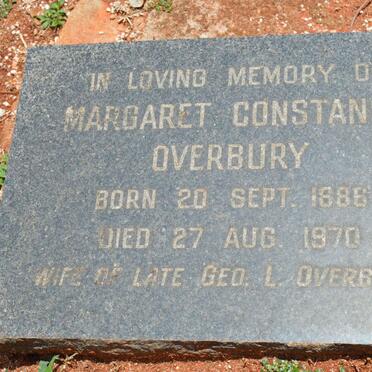 IN LOVING MEMORY O
MARGARET CONSTAN
OVERBURY
BORN 20 SEPT. 1886
DIED 27 AUG. 1970
WIFE OF LATE GEO. L. OVERB